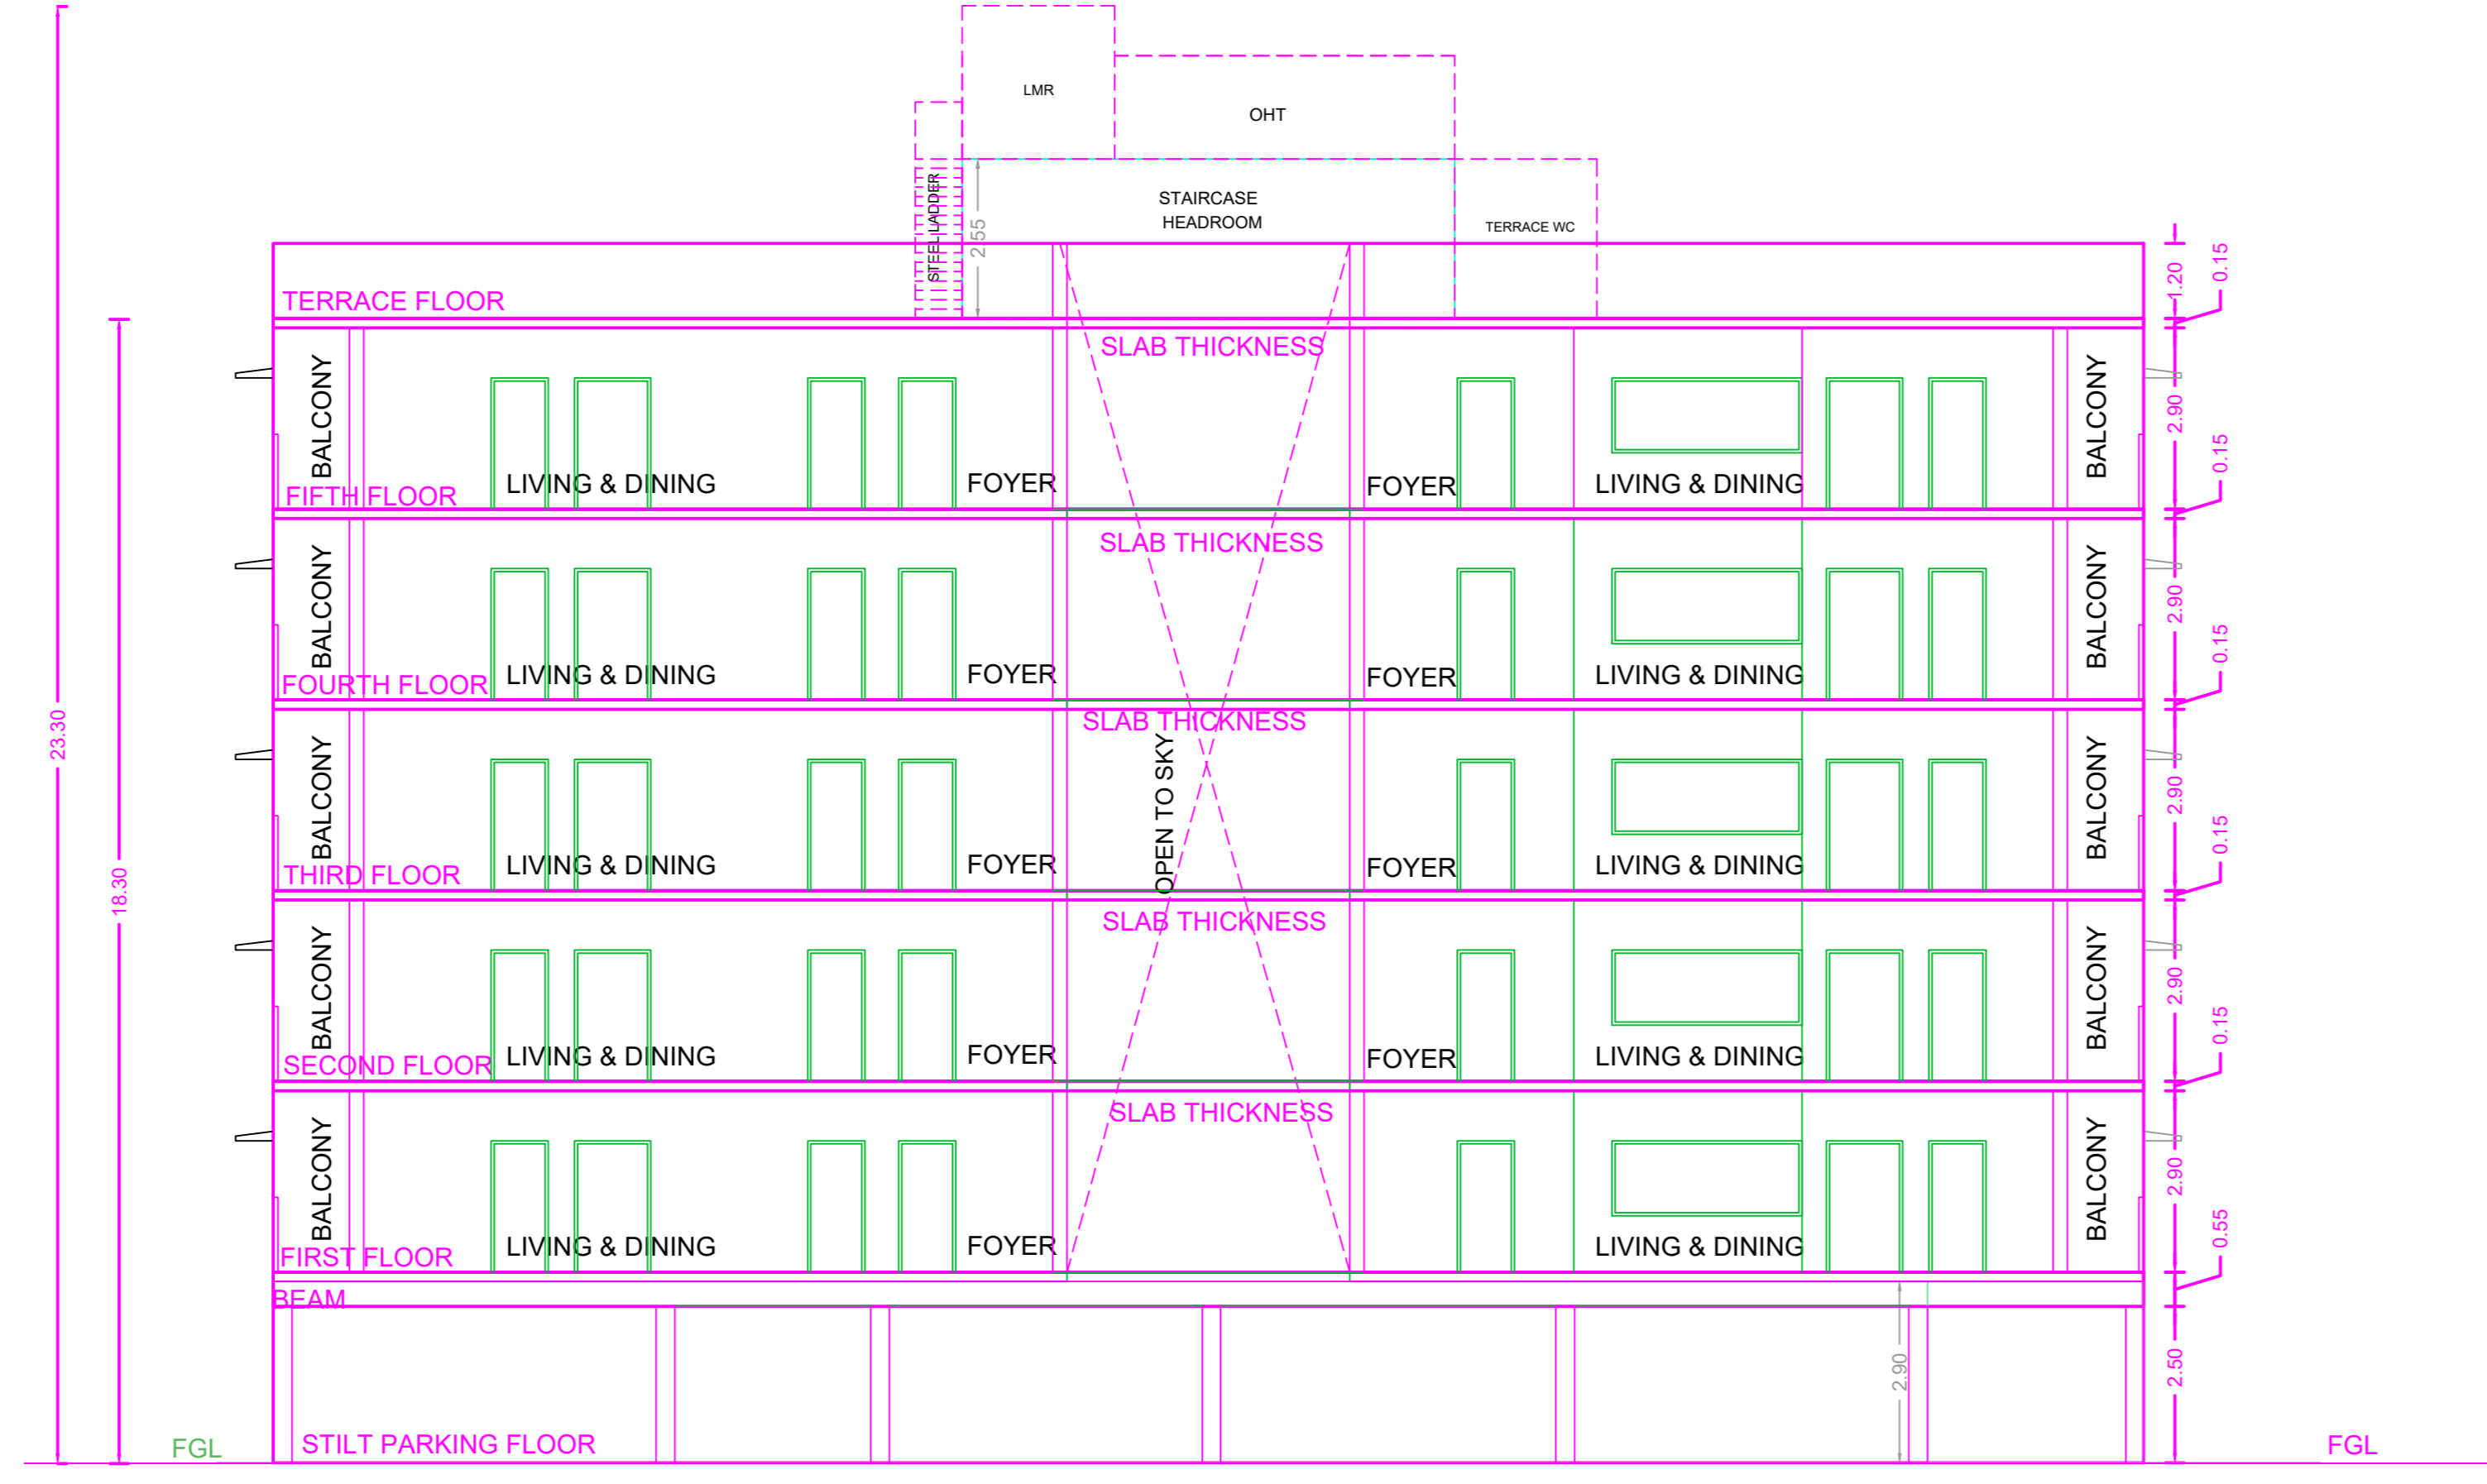 LMR
OHT
STEEL LADDER
2.55
STAIRCASE
HEADROOM
TERRACE WC
TERRACE FLOOR
1.20
0.15
SLAB THICKNESS
BALCONY
FIFTH FLOOR
LIVING & DINING
FOYER
FOYER
LIVING & DINING
BALCONY
2.90
0.15
SLAB THICKNESS
BALCONY
FOURTH FLOOR
LIVING & DINING
FOYER
FOYER
LIVING & DINING
BALCONY
2.90
0.15
23.30
18.30
SLAB THICKNESS
OPEN TO SKY
BALCONY
THIRD FLOOR
LIVING & DINING
FOYER
FOYER
LIVING & DINING
BALCONY
2.90
0.15
SLAB THICKNESS
BALCONY
SECOND FLOOR
LIVING & DINING
FOYER
FOYER
LIVING & DINING
BALCONY
2.90
0.15
SLAB THICKNESS
BALCONY
FIRST FLOOR
LIVING & DINING
FOYER
LIVING & DINING
BALCONY
2.90
0.55
BEAM
2.90
2.50
FGL
STILT PARKING FLOOR
FGL